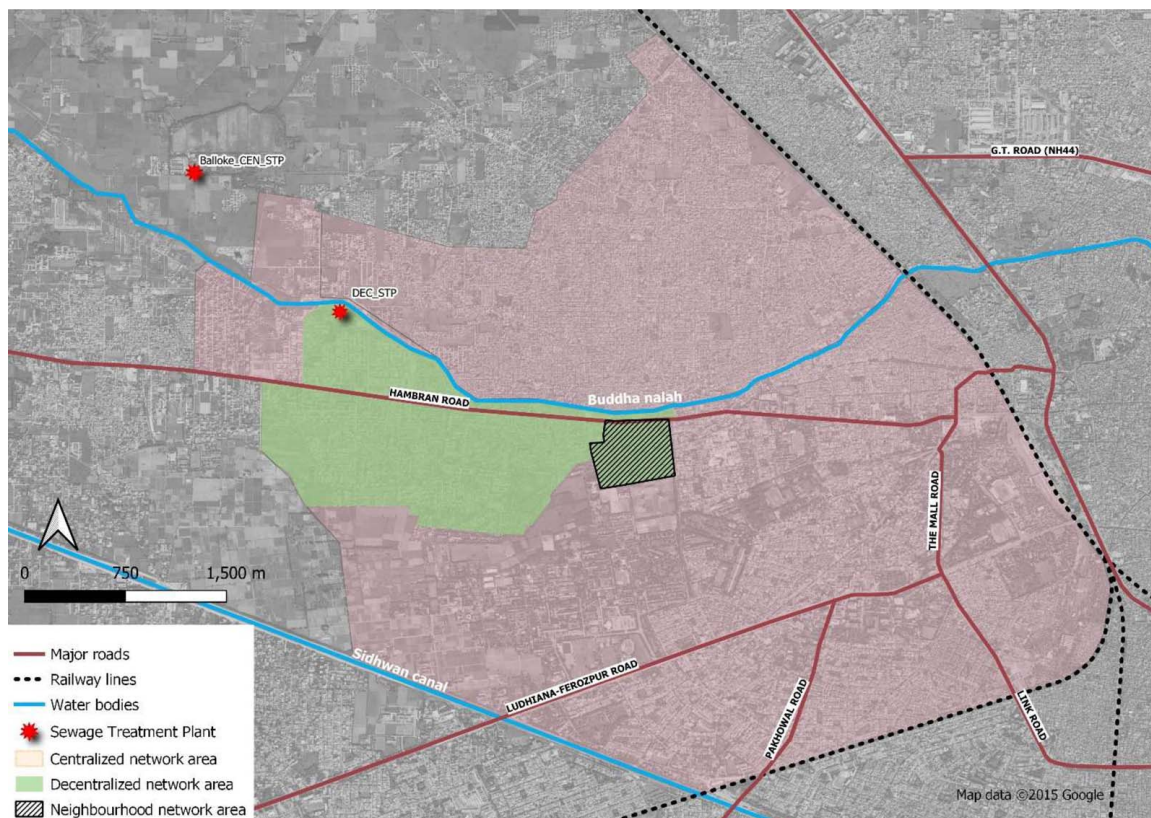 G.T. ROAD (NH44)
Balloke_CEN_STP
DEC_STP
HAMBRAN ROAD
Buddha nalah
THE MALL ROAD
0 750 1,500 m
Sidhwan canal
LUDHIANA-FEROZPUR ROAD
PAKHOWAL ROAD
LINK ROAD
Major roads
Railway lines
Water bodies
Sewage Treatment Plant
Centralized network area
Decentralized network area
Neighbourhood network area
Map data ©2015 Google